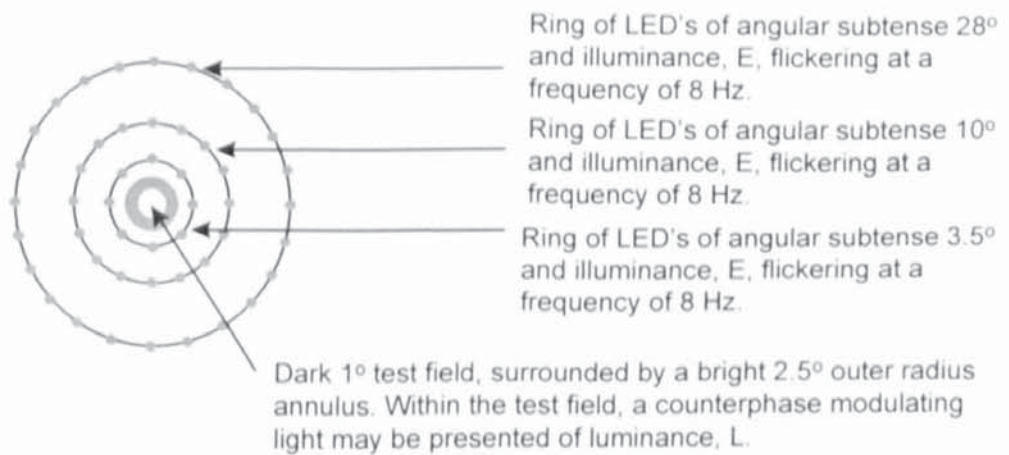 Ring of LED's of angular subtense 28°
and illuminance, E, flickering at a
frequency of 8 Hz.
Ring of LED's of angular subtense 10°
and illuminance, E, flickering at a
frequency of 8 Hz.
Ring of LED's of angular subtense 3.5°
and illuminance, E, flickering at a
frequency of 8 Hz.
Dark 1° test field, surrounded by a bright 2.5° outer radius
annulus. Within the test field, a counterphase modulating
light may be presented of luminance, L.